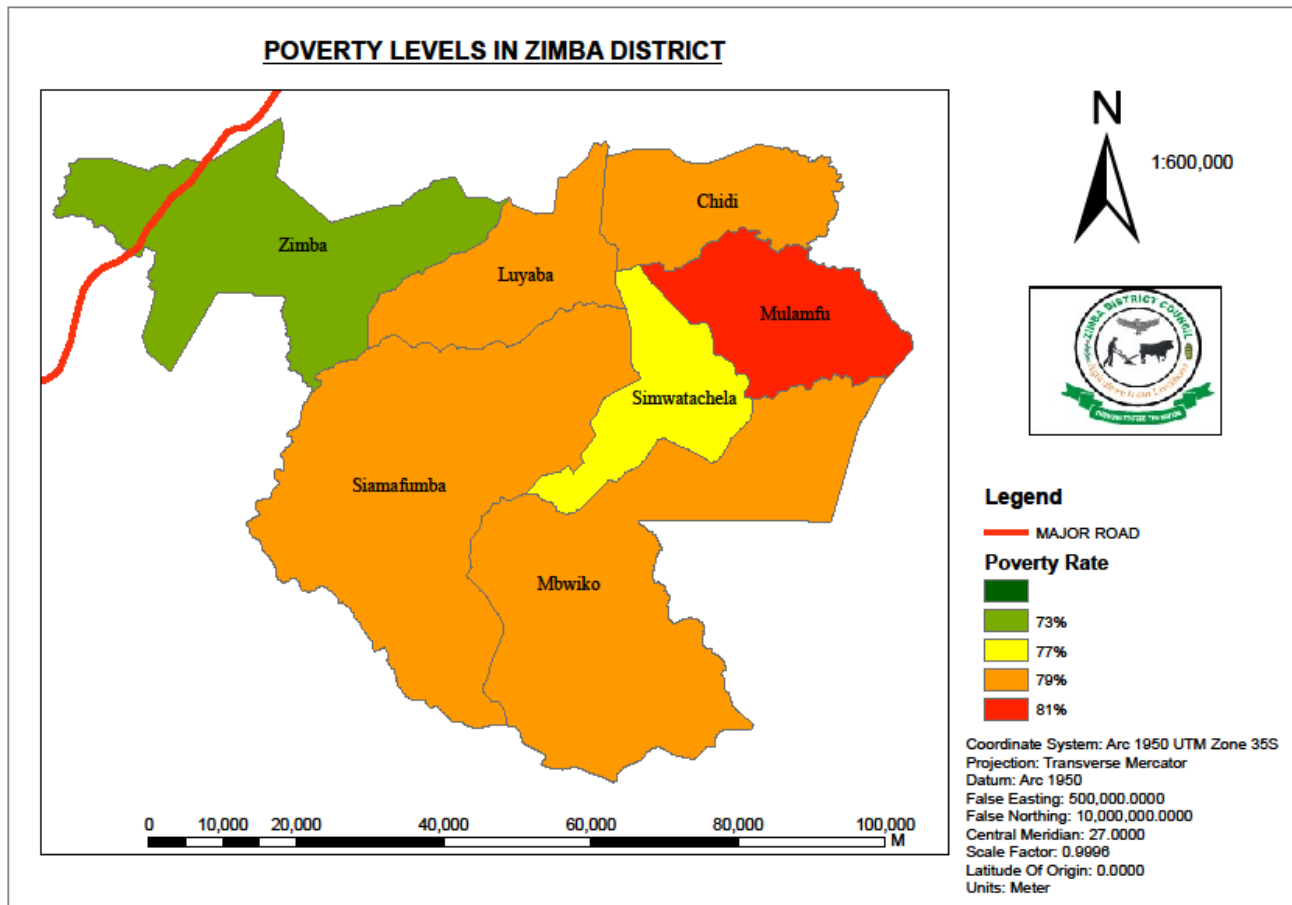 POVERTY LEVELS IN ZIMBA DISTRICT
N
1:600,000
Chidi
Zimba
Luyaba
Mulamfu
Simwatachela
Siamafumba
Mbwiko
ZIMBA DISTRICT COUNCIL
Legend
MAJOR ROAD
Poverty Rate
73%
77%
79%
81%
0 10,000 20,000 40,000 60,000 80,000 100,000
M
Coordinate System: Arc 1950 UTM Zone 35S
Projection: Transverse Mercator
Datum: Arc 1950
False Easting: 500,000.0000
False Northing: 10,000,000.0000
Central Meridian: 27.0000
Scale Factor: 0.9996
Latitude Of Origin: 0.0000
Units: Meter